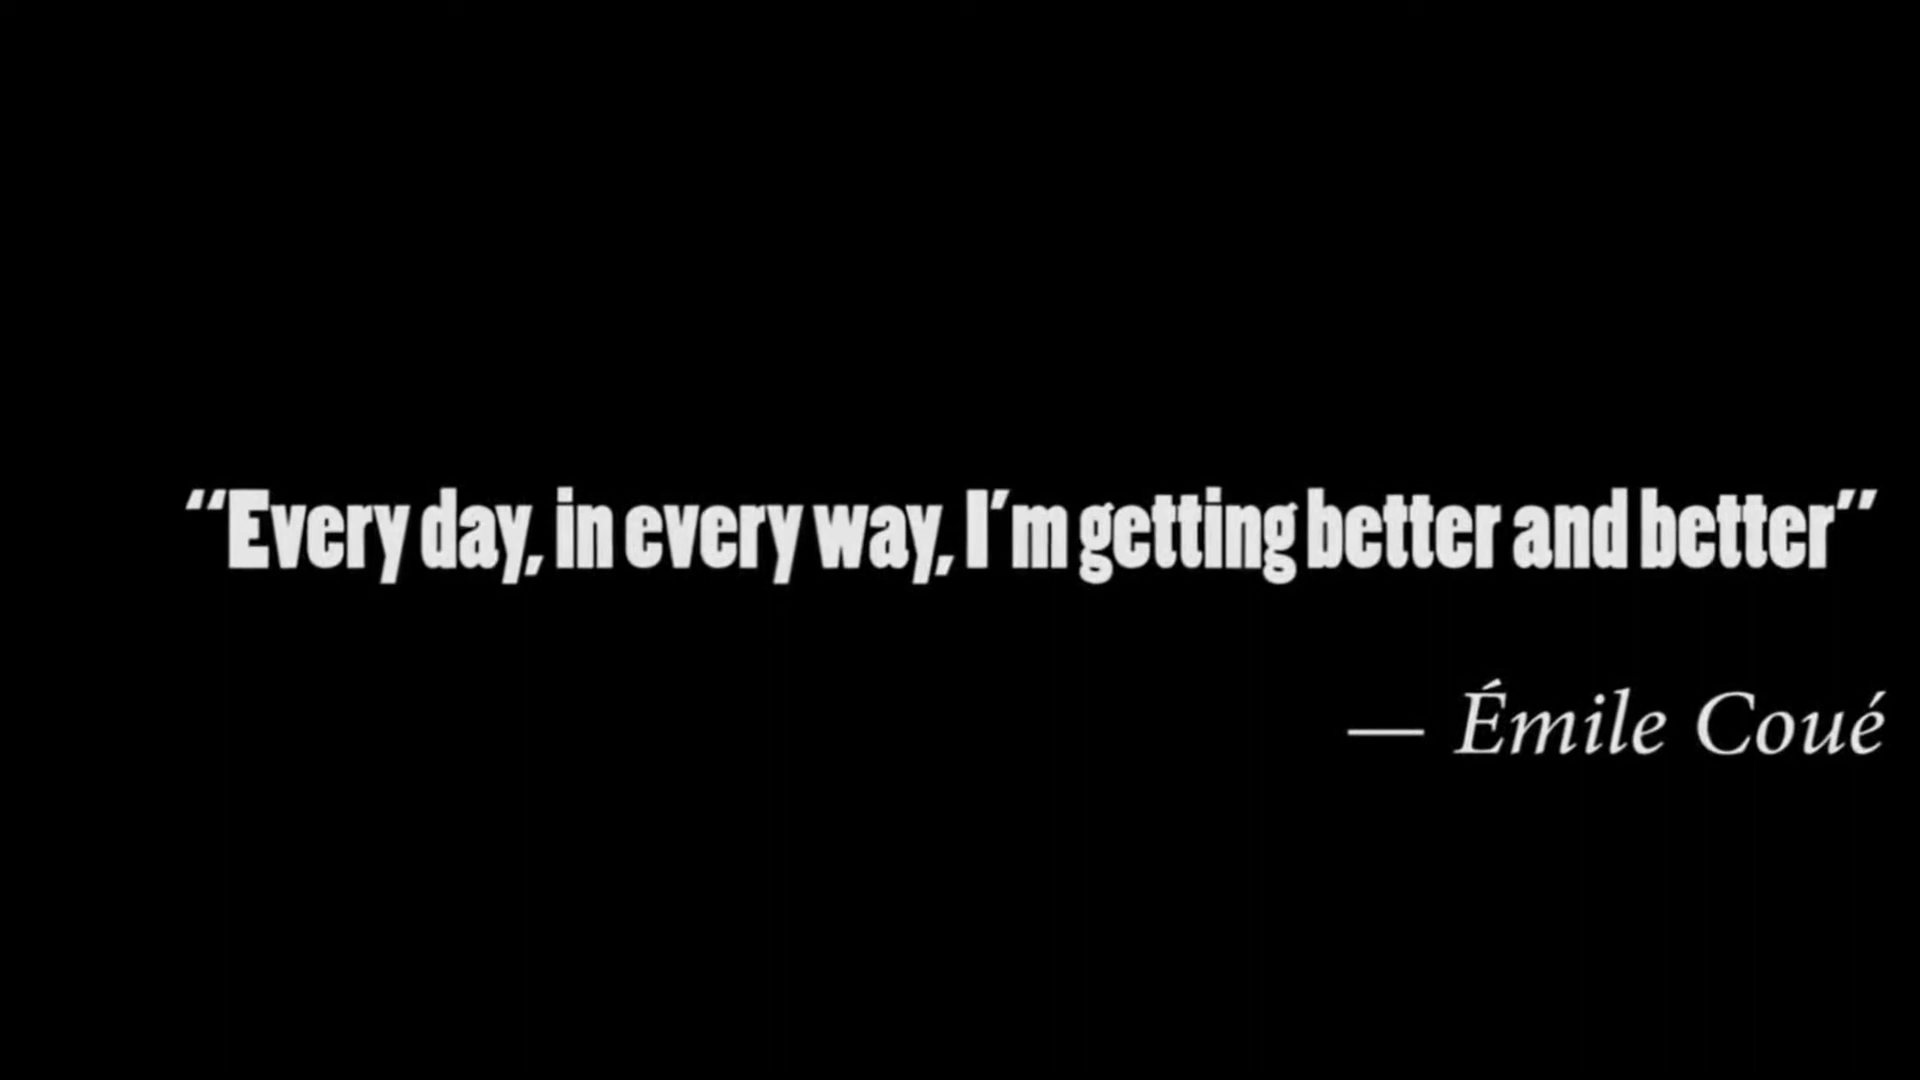 “Every day, in every way, I'm getting better and better”
— Émile Coué